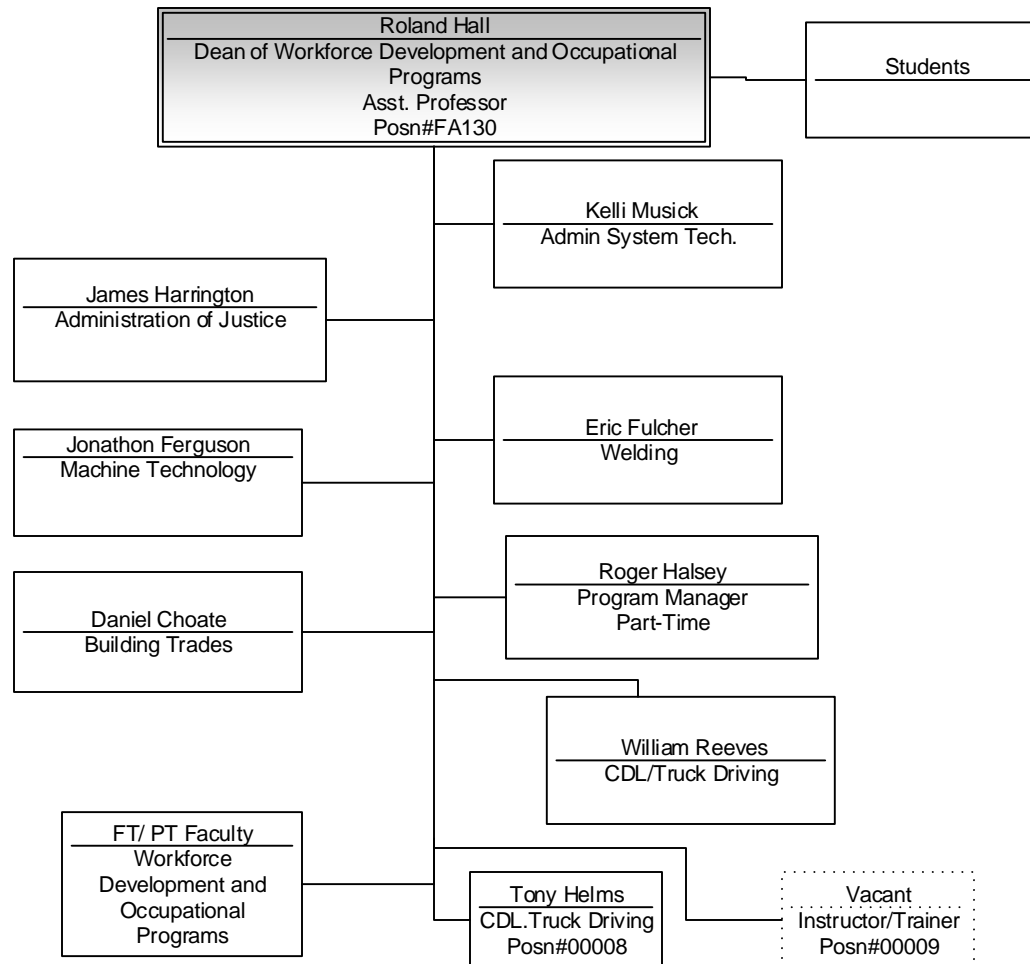 Roland Hall
Dean of Workforce Development and Occupational
Programs
Asst. Professor
Posn#FA130
Students
Kelli Musick
Admin System Tech.
James Harrington
Administration of Justice
Eric Fulcher
Welding
Jonathon Ferguson
Machine Technology
Roger Halsey
Program Manager
Part-Time
Daniel Choate
Building Trades
William Reeves
CDL/Truck Driving
FT/ PT Faculty
Workforce
Development and
Occupational
Programs
Tony Helms
CDL.Truck Driving
Posn#00008
Vacant
Instructor/Trainer
Posn#00009